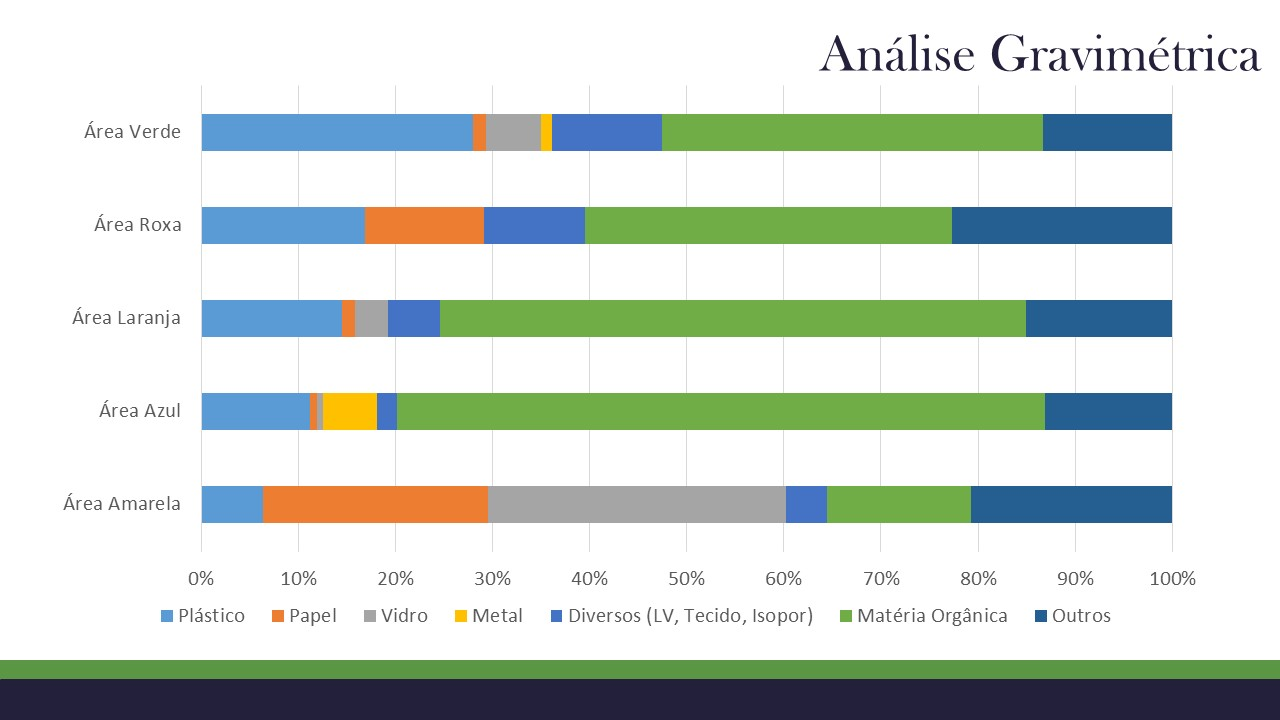 Análise Gravimétrica
Área Verde
Área Roxa
Área Laranja
Área Azul
Área Amarela
0% 10% 20% 30% 40% 50% 60% 70% 80% 90% 100%
Plástico Papel Vidro Metal Diversos (LV, Tecido, Isopor) Matéria Orgânica Outros